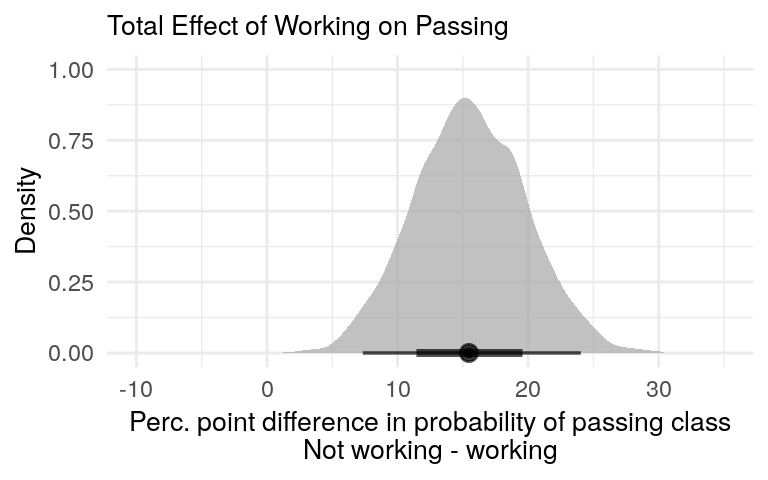 Total Effect of Working on Passing
1.00
0.75
0.50
0.25
0.00
Density
-10 0 10 20 30
Perc. point difference in probability of passing class
Not working - working